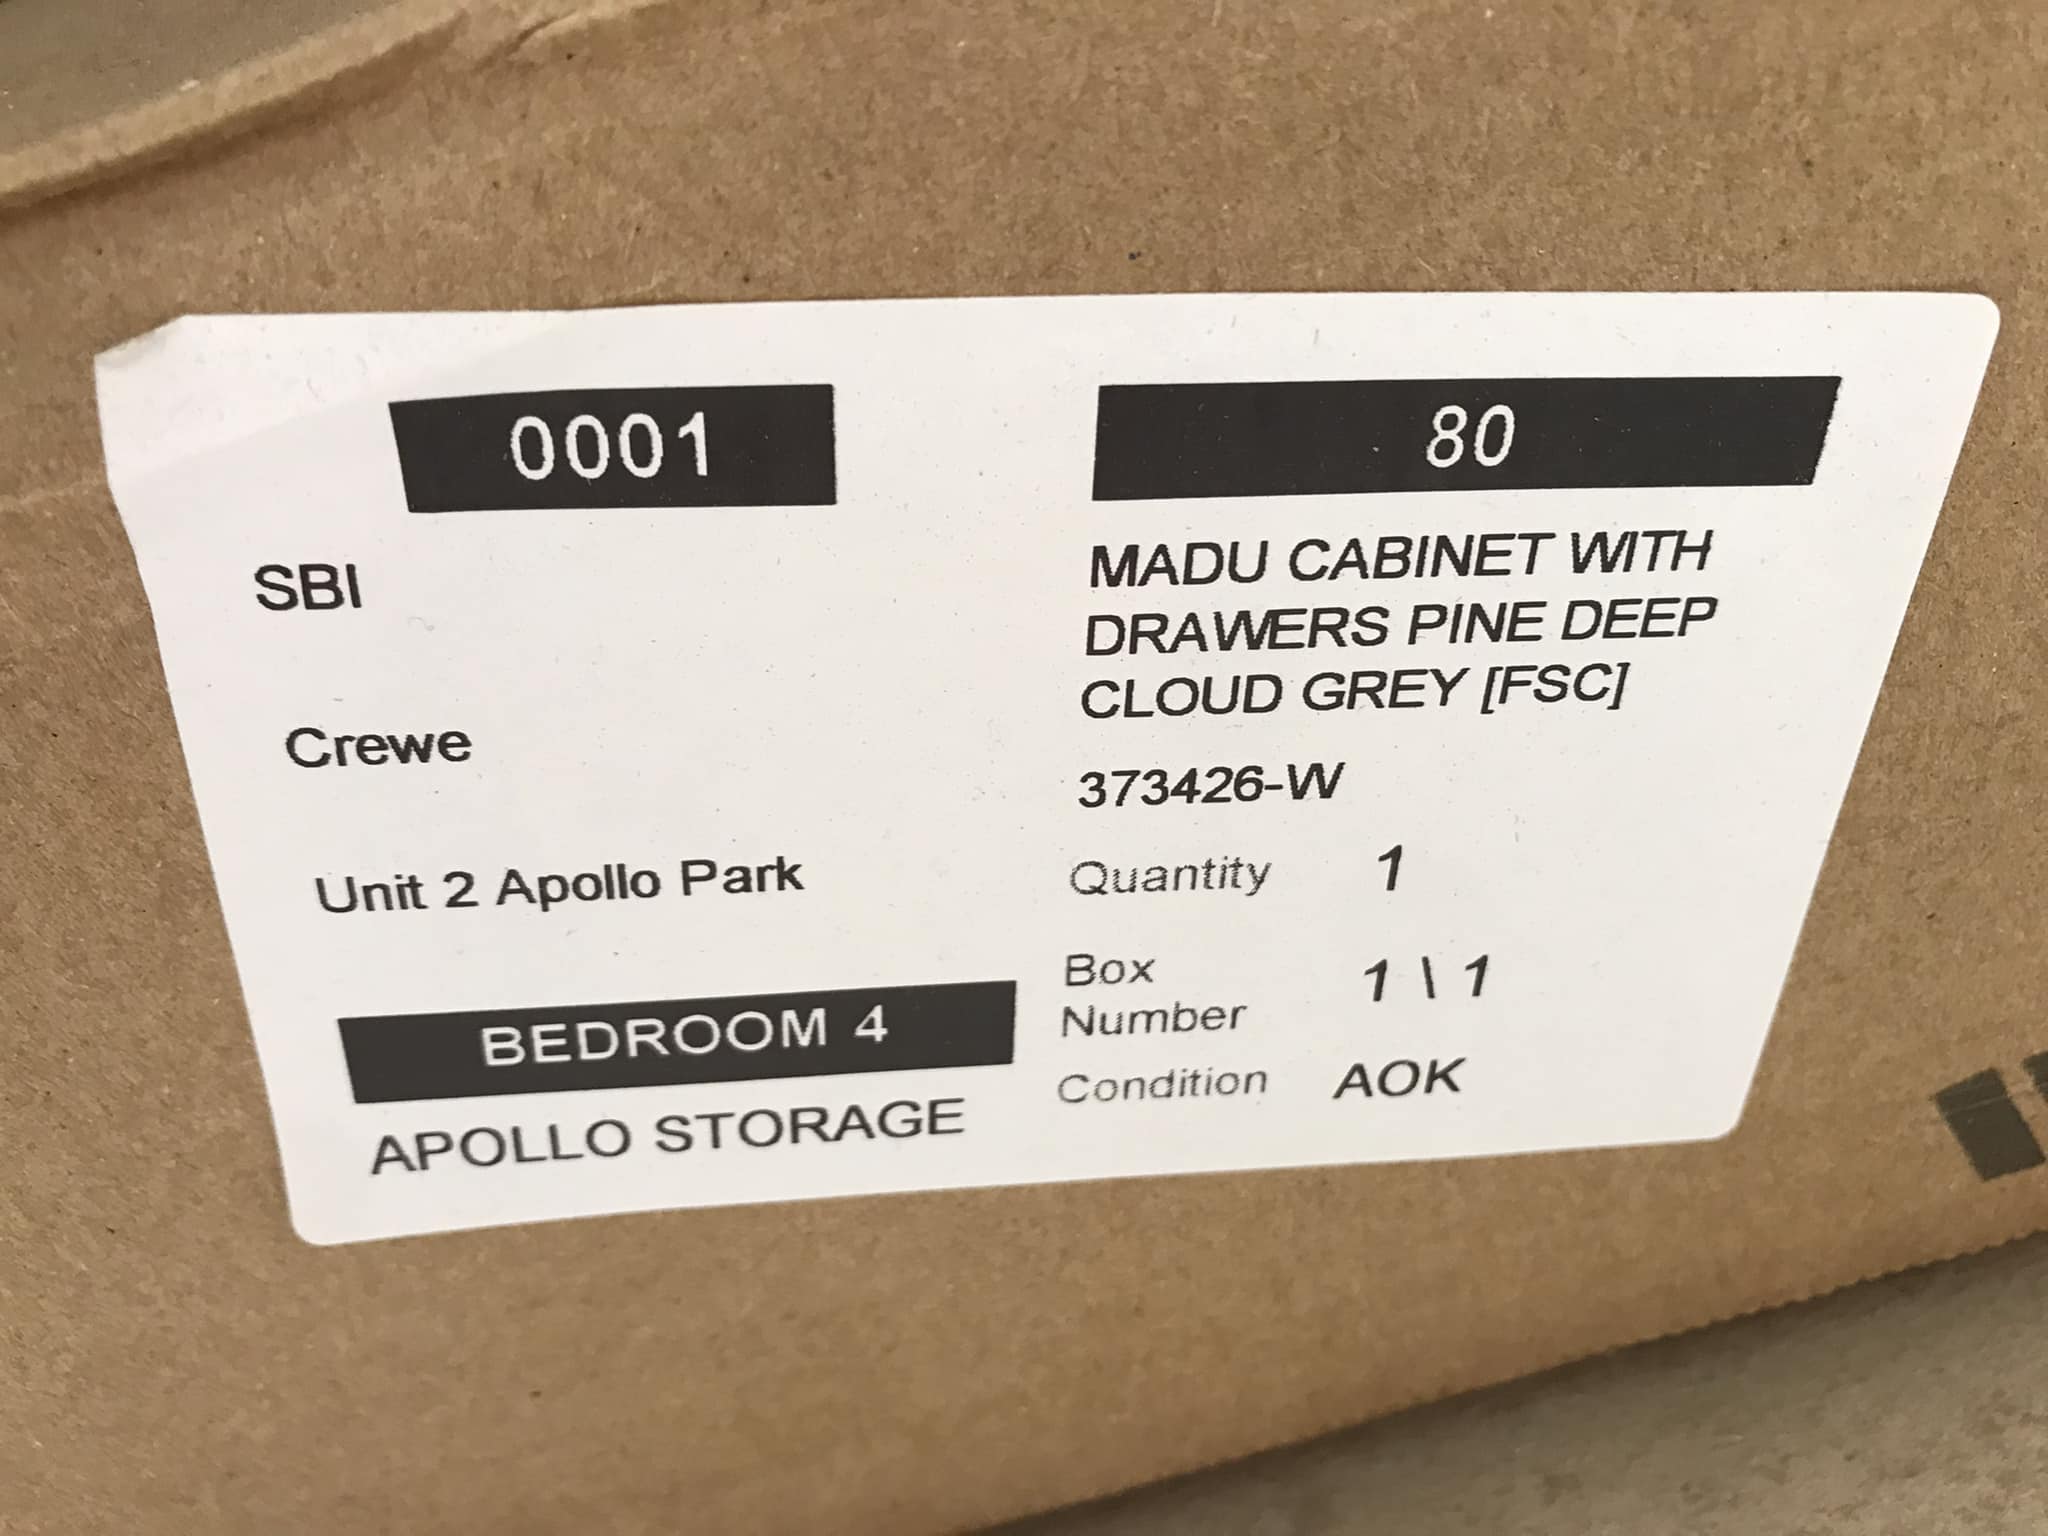 0001
SBI
Crewe
Unit 2 Apollo Park
BEDROOM 4
APOLLO STORAGE
80
MADU CABINET WITH
DRAWERS PINE DEEP
CLOUD GREY [FSC]
373426-W
Quantity 1
Box
Number 1 \ 1
Condition AOK